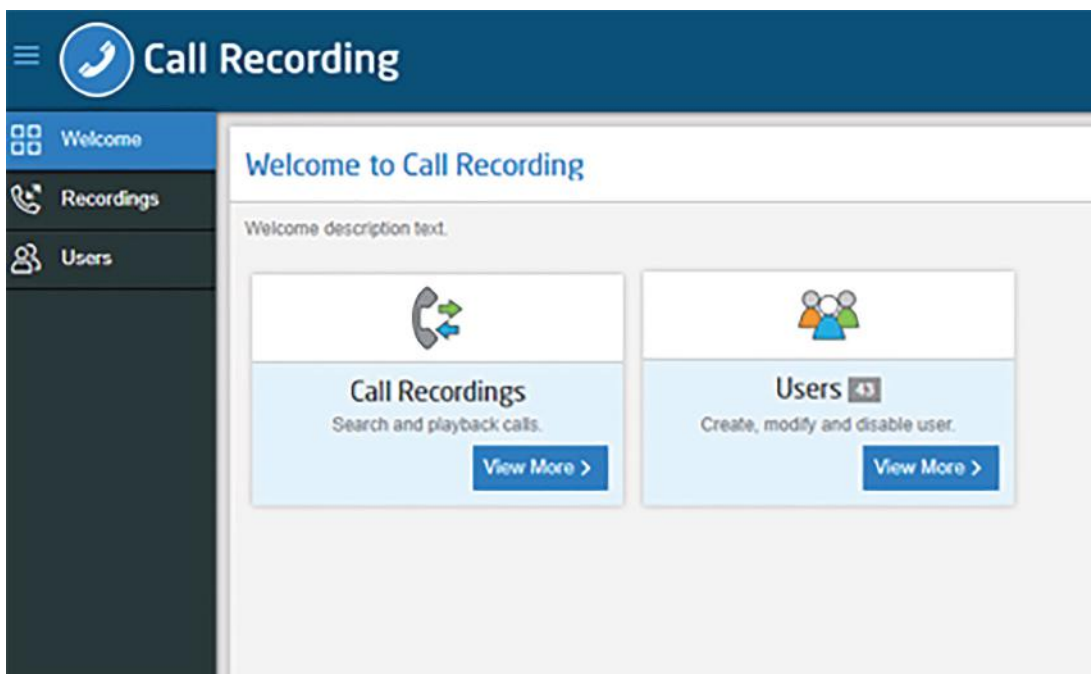 Call Recording
Welcome
Recordings
Users
Welcome to Call Recording
Welcome description text.
Call Recordings
Search and playback calls.
View More >
Users 43
Create, modify and disable user.
View More >